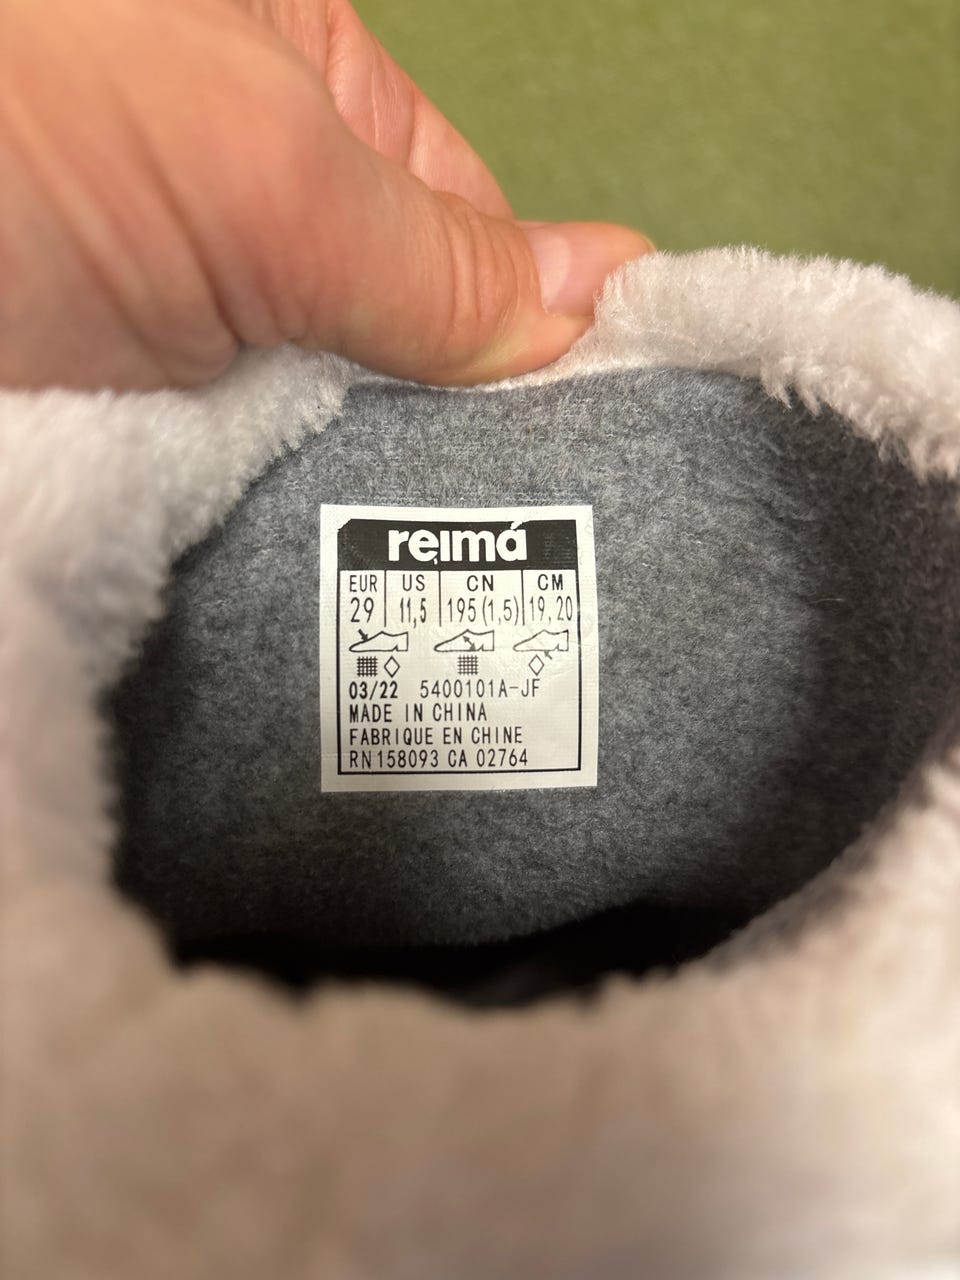 reima
EUR US CN CM
29 11,5 195(1,5) 19,20
03/22 5400101A-JF
MADE IN CHINA
FABRIQUE EN CHINE
RN158093 CA 02764